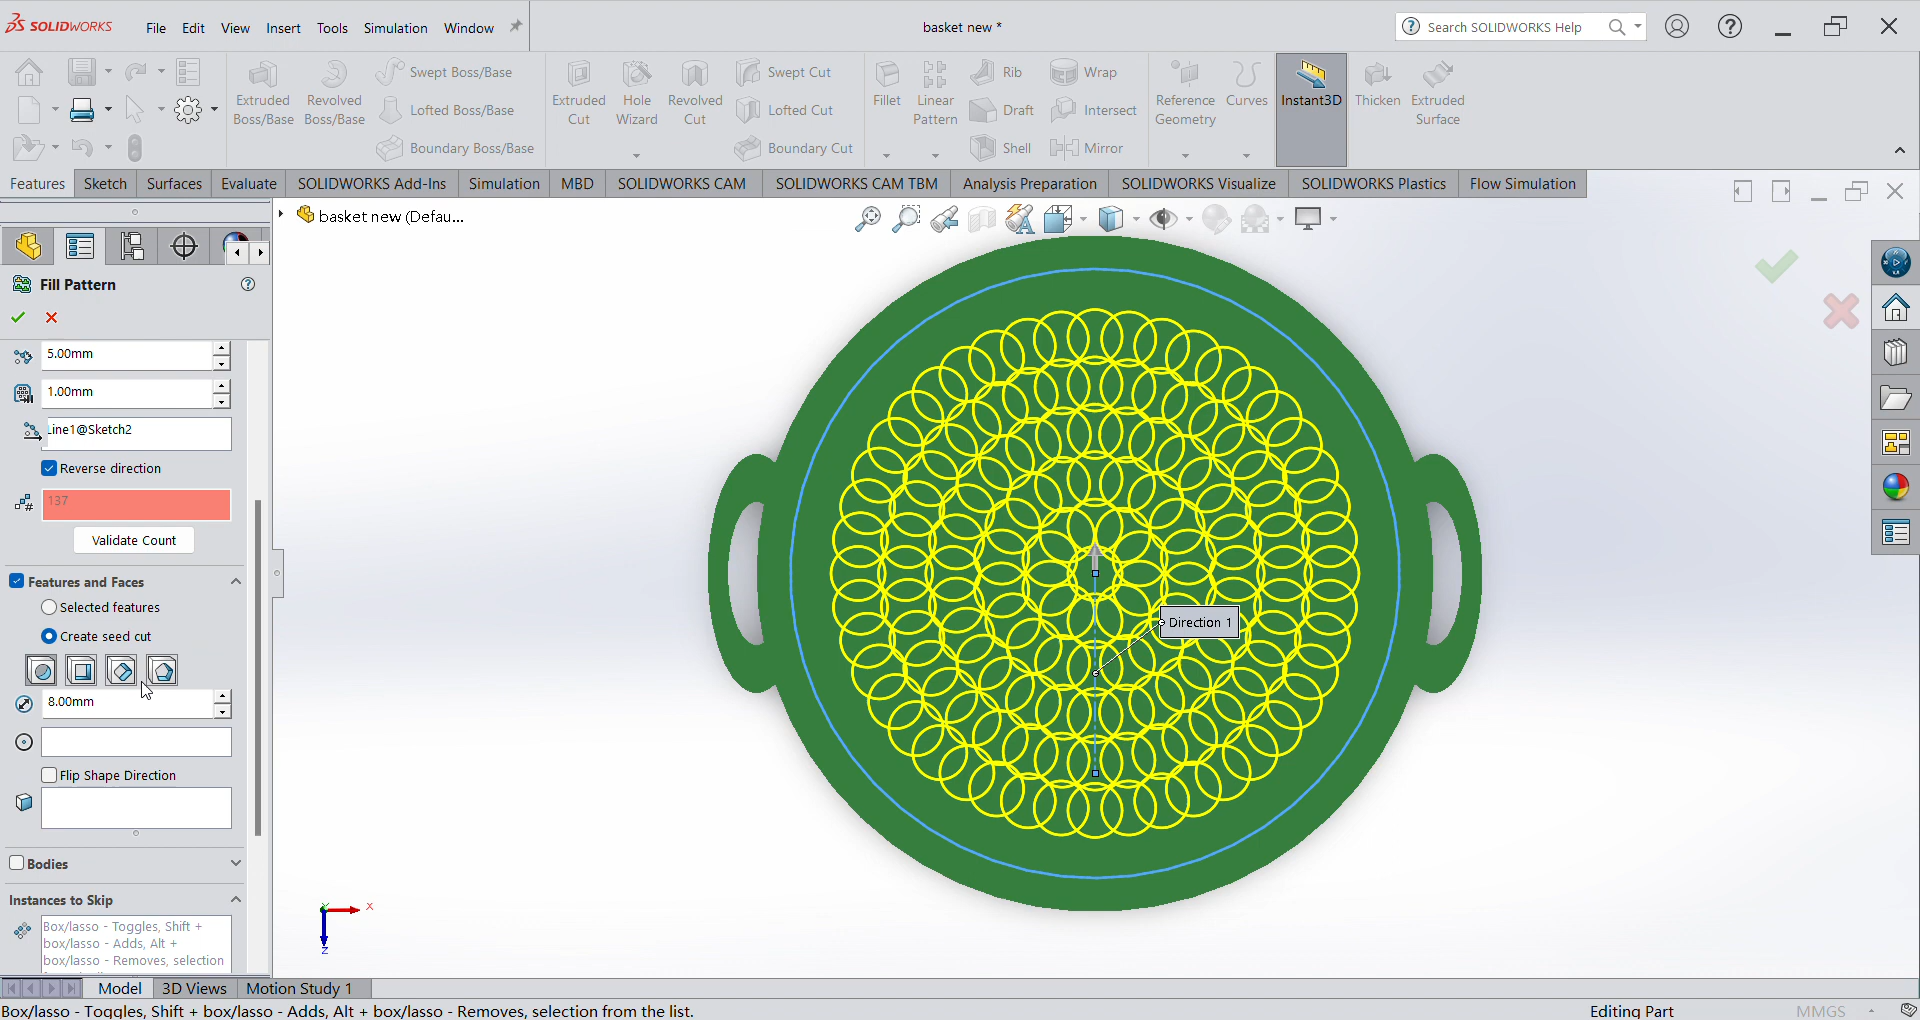 SOLIDWORKS
File Edit View Insert Tools Simulation Window
basket new *
Search SOLIDWORKS Help
Extruded Boss/Base
Revolved Boss/Base
Swept Boss/Base
Lofted Boss/Base
Boundary Boss/Base
Extruded Cut
Hole Wizard
Revolved Cut
Swept Cut
Lofted Cut
Boundary Cut
Fillet
Linear Pattern
Rib
Draft
Shell
Wrap
Intersect
Mirror
Reference Geometry
Curves
Instant3D
Thicken
Extruded Surface
Features Sketch Surfaces Evaluate SOLIDWORKS Add-Ins Simulation MBD SOLIDWORKS CAM SOLIDWORKS CAM TBM Analysis Preparation SOLIDWORKS Visualize SOLIDWORKS Plastics Flow Simulation
basket new (Defau...
Fill Pattern
5.00mm
1.00mm
Line1@Sketch2
Reverse direction
137
Validate Count
Features and Faces
Selected features
Create seed cut
8.00mm
Flip Shape Direction
Bodies
Instances to Skip
Box/lasso - Toggles, Shift +
box/lasso - Adds, Alt +
box/lasso - Removes, selection
Direction 1
Y
X
Z
Model 3D Views Motion Study 1
Box/lasso - Toggles, Shift + box/lasso - Adds, Alt + box/lasso - Removes, selection from the list.
Editing Part
MMGS